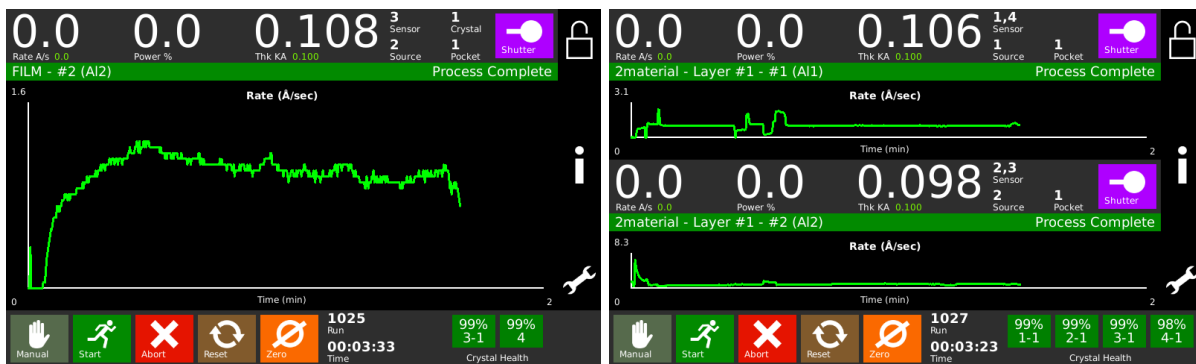 0.0 0.0 0.108 3 1
Sensor Crystal
2 1
Rate A/s 0.0 Power % Thk KA 0.100 Source Pocket Shutter
FILM - #2 (Al2) Process Complete
1.6 Rate (Å/sec)
0 Time (min) 2
Manual Start Abort Reset Zero
1025
Run
00:03:33
Time
99% 99%
3-1 4
Crystal Health
0.0 0.0 0.106 1,4
Sensor
1 1
Rate A/s 0.0 Power % Thk KA 0.100 Source Pocket Shutter
2material - Layer #1 - #1 (Al1) Process Complete
3.1 Rate (Å/sec)
0 Time (min) 2
0.0 0.0 0.098 2,3
Sensor
2 1
Rate A/s 0.0 Power % Thk KA 0.100 Source Pocket Shutter
2material - Layer #1 - #2 (Al2) Process Complete
8.3 Rate (Å/sec)
0 Time (min) 2
Manual Start Abort Reset Zero
1027
Run
00:03:23
Time
99% 99% 99% 98%
1-1 2-1 3-1 4-1
Crystal Health